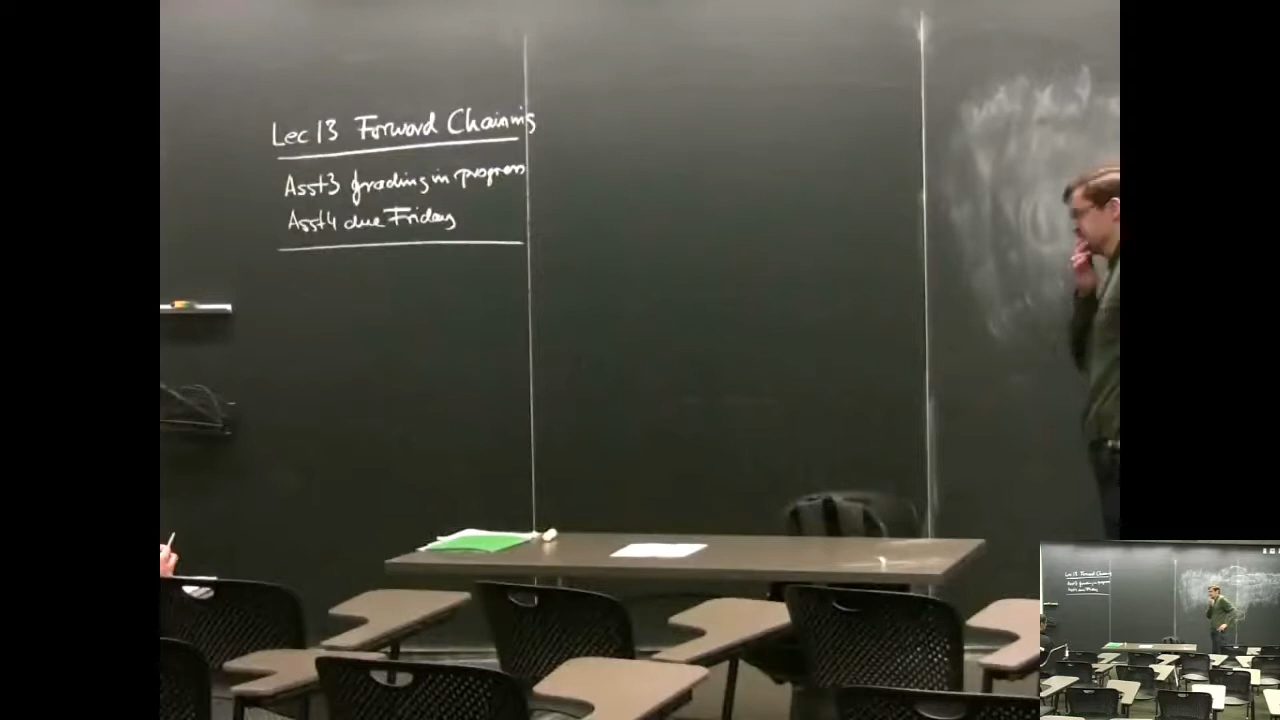 Lec 13 Forward Chaining
Asst3 grading in progress
Asst4 due Friday